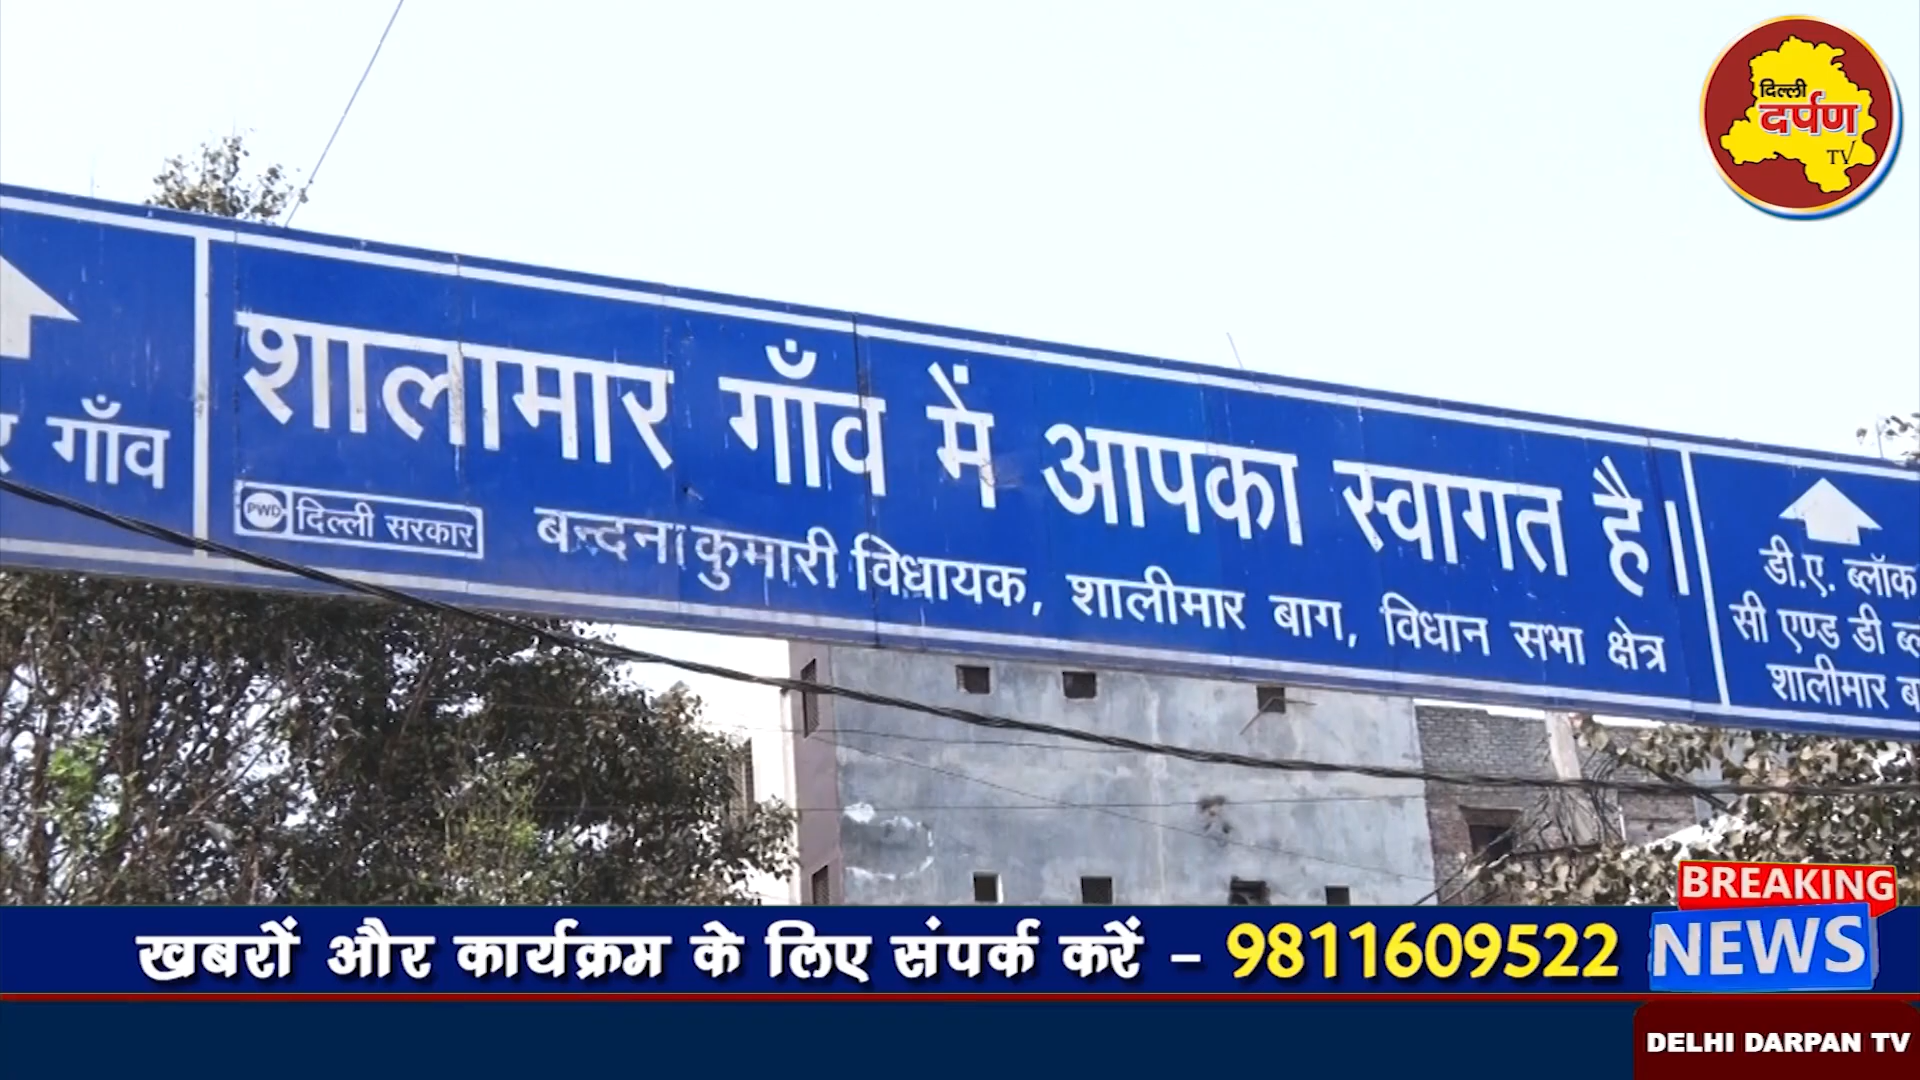 दिल्ली
दर्पण
TV
गाँव
शालामार गाँव में आपका स्वागत है।
PWD दिल्ली सरकार
बन्दना कुमारी विधायक, शालीमार बाग, विधान सभा क्षेत्र
डी.ए. ब्लॉक
सी एण्ड डी
शालीमार
BREAKING
NEWS
खबरों और कार्यक्रम के लिए संपर्क करें – 9811609522
DELHI DARPAN TV